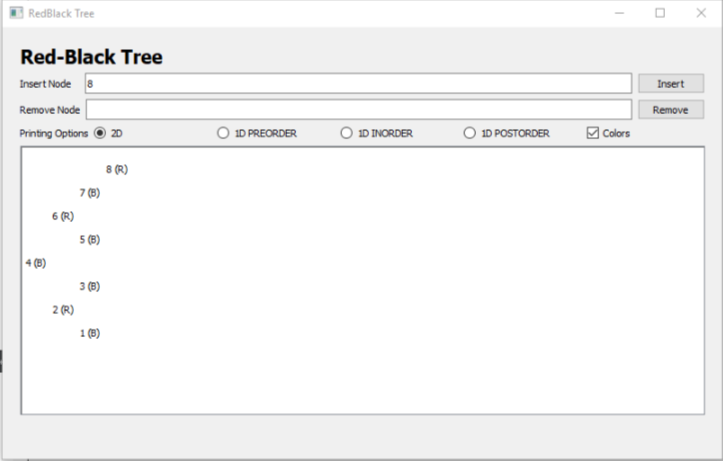 RedBlack Tree
Red-Black Tree
Insert Node 8 Insert
Remove Node Remove
Printing Options 2D 1D PREORDER 1D INORDER 1D POSTORDER Colors
8 (R)
7 (B)
6 (R)
5 (B)
4 (B)
3 (B)
2 (R)
1 (B)